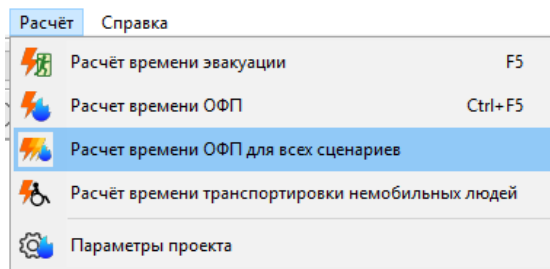 Расчёт Справка
Расчёт времени эвакуации F5
Расчет времени ОФП Ctrl+F5
Расчет времени ОФП для всех сценариев
Расчёт времени транспортировки немобильных людей
Параметры проекта